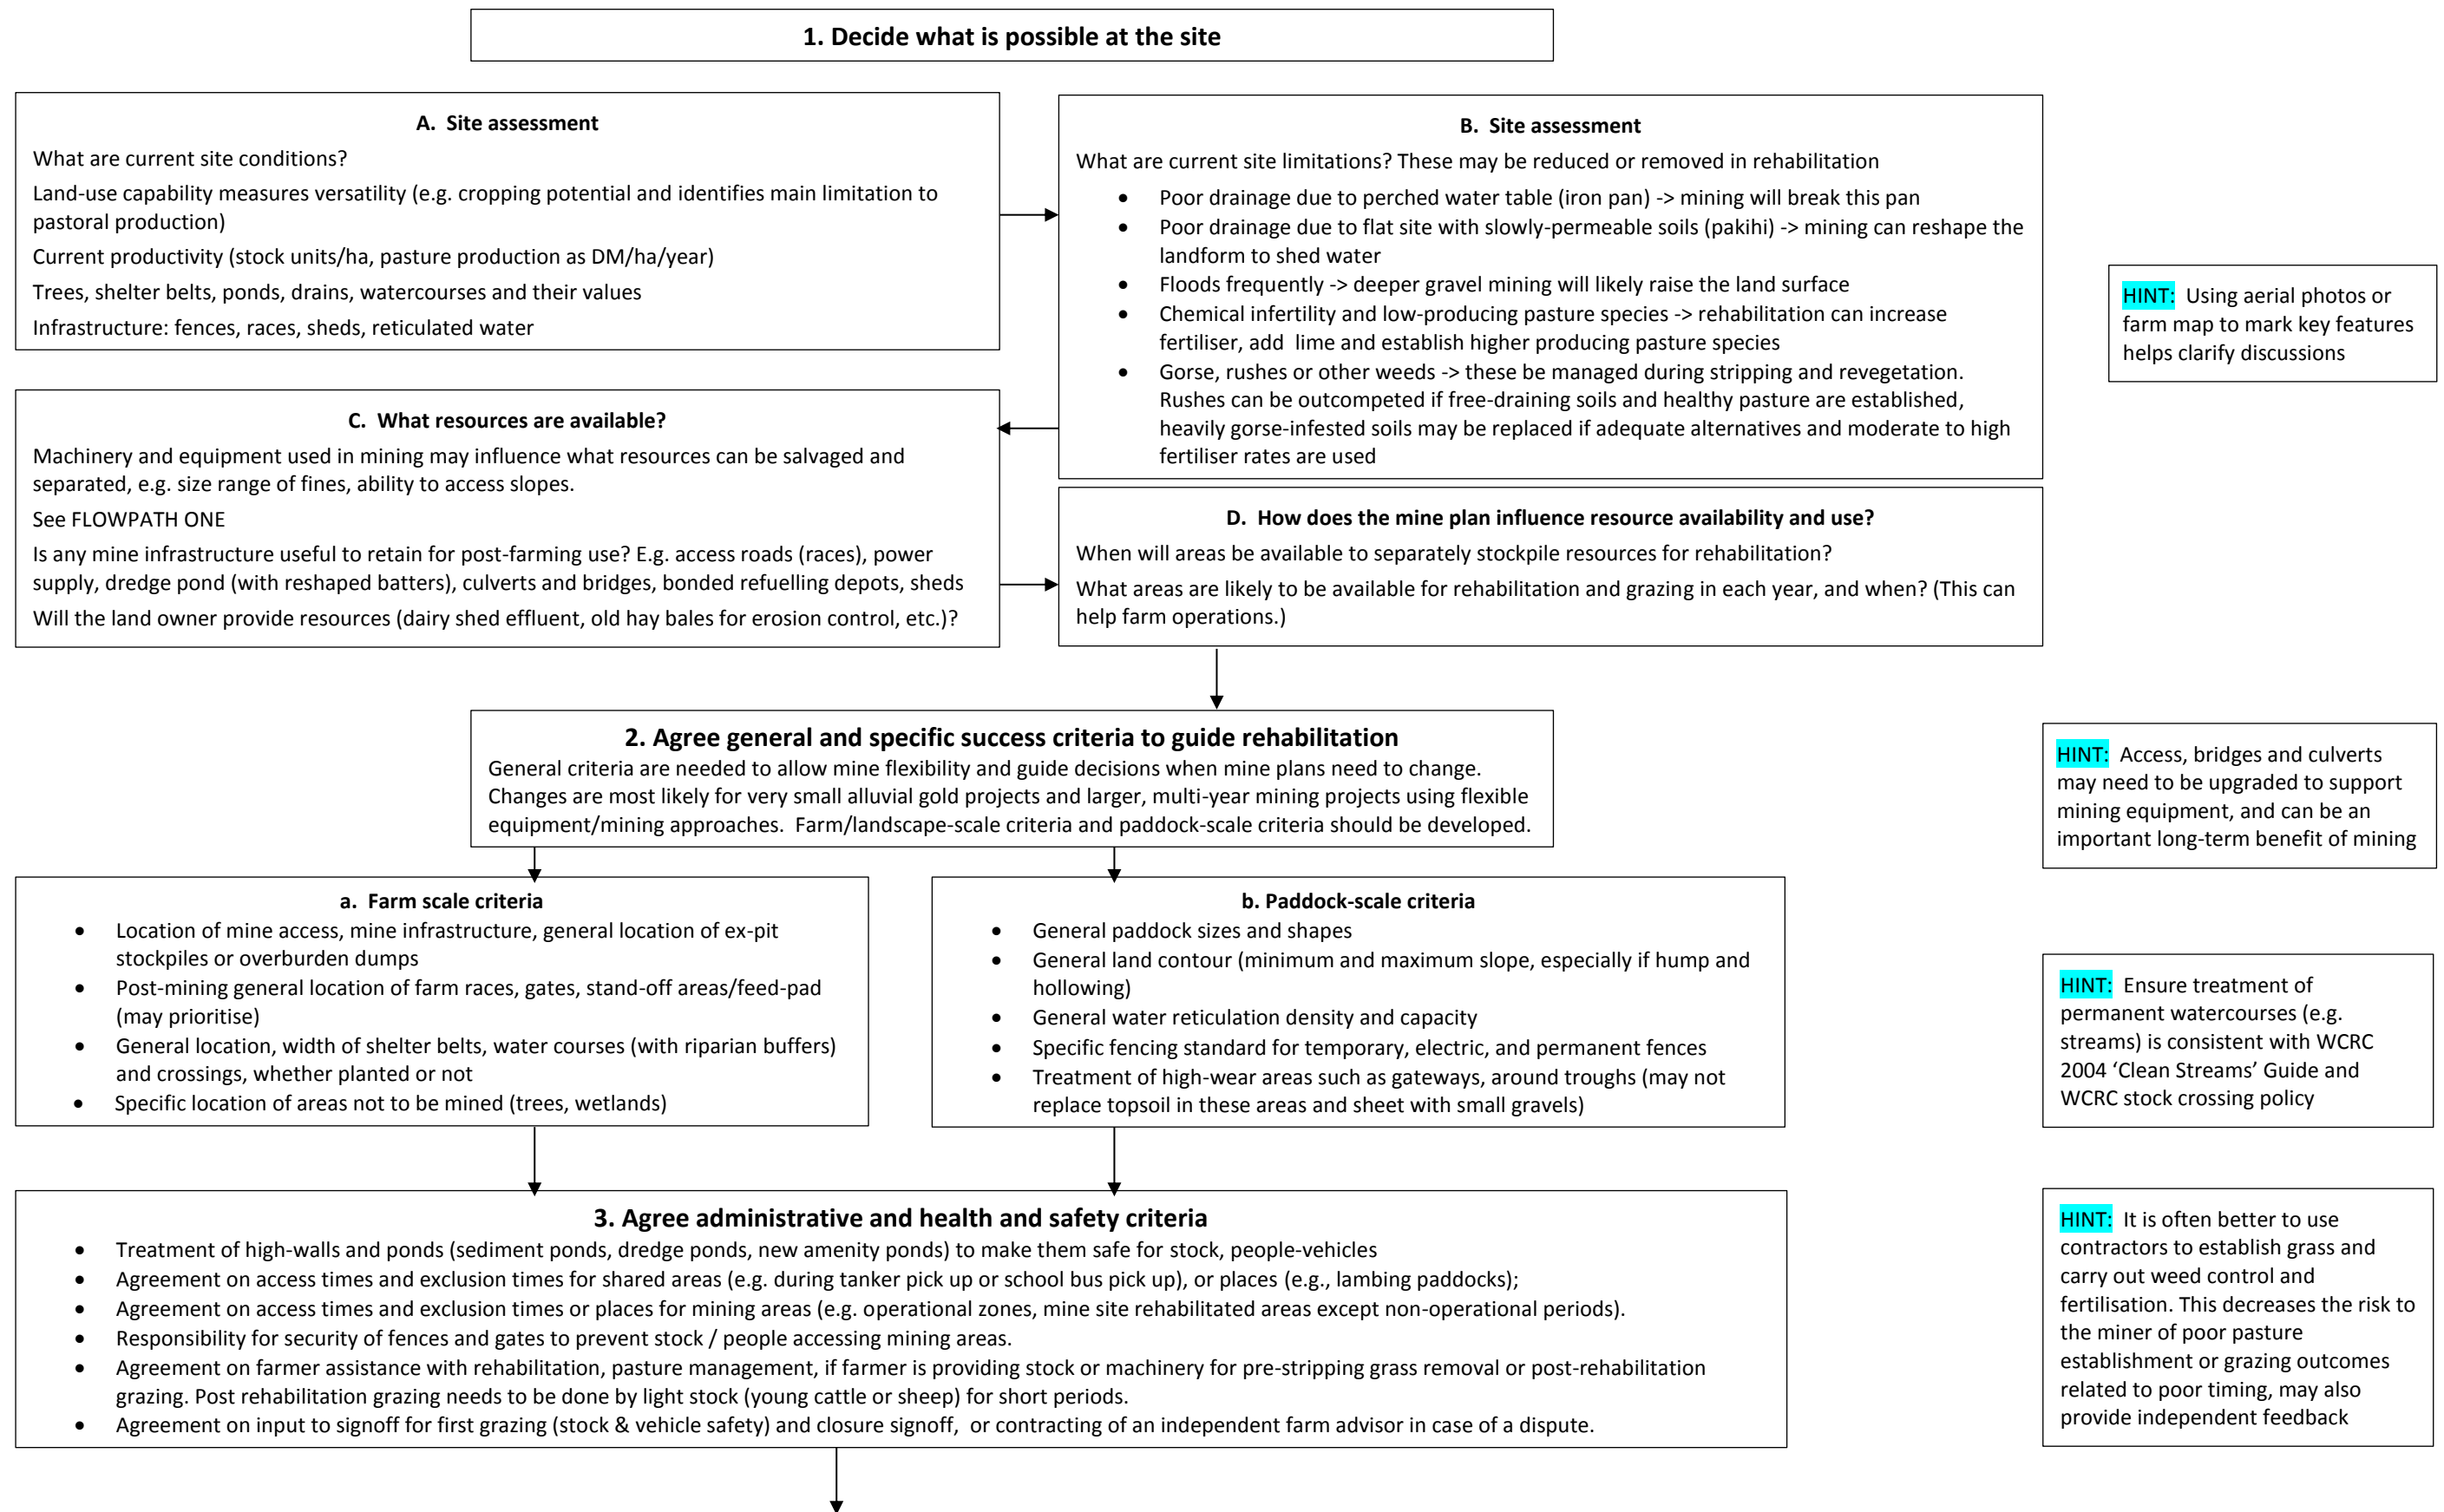 1. Decide what is possible at the site
A. Site assessment
What are current site conditions?
Land-use capability measures versatility (e.g. cropping potential and identifies main limitation to
pastoral production)
Current productivity (stock units/ha, pasture production as DM/ha/year)
Trees, shelter belts, ponds, drains, watercourses and their values
Infrastructure: fences, races, sheds, reticulated water
B. Site assessment
What are current site limitations? These may be reduced or removed in rehabilitation
• Poor drainage due to perched water table (iron pan) -> mining will break this pan
• Poor drainage due to flat site with slowly-permeable soils (pakihi) -> mining can reshape the
landform to shed water
• Floods frequently -> deeper gravel mining will likely raise the land surface
• Chemical infertility and low-producing pasture species -> rehabilitation can increase
fertiliser, add lime and establish higher producing pasture species
• Gorse, rushes or other weeds -> these be managed during stripping and revegetation.
Rushes can be outcompeted if free-draining soils and healthy pasture are established,
heavily gorse-infested soils may be replaced if adequate alternatives and moderate to high
fertiliser rates are used
HINT: Using aerial photos or
farm map to mark key features
helps clarify discussions
C. What resources are available?
Machinery and equipment used in mining may influence what resources can be salvaged and
separated, e.g. size range of fines, ability to access slopes.
See FLOWPATH ONE
Is any mine infrastructure useful to retain for post-farming use? E.g. access roads (races), power
supply, dredge pond (with reshaped batters), culverts and bridges, bonded refuelling depots, sheds
Will the land owner provide resources (dairy shed effluent, old hay bales for erosion control, etc.)?
D. How does the mine plan influence resource availability and use?
When will areas be available to separately stockpile resources for rehabilitation?
What areas are likely to be available for rehabilitation and grazing in each year, and when? (This can
help farm operations.)
2. Agree general and specific success criteria to guide rehabilitation
General criteria are needed to allow mine flexibility and guide decisions when mine plans need to change.
Changes are most likely for very small alluvial gold projects and larger, multi-year mining projects using flexible
equipment/mining approaches. Farm/landscape-scale criteria and paddock-scale criteria should be developed.
HINT: Access, bridges and culverts
may need to be upgraded to support
mining equipment, and can be an
important long-term benefit of mining
a. Farm scale criteria
• Location of mine access, mine infrastructure, general location of ex-pit
stockpiles or overburden dumps
• Post-mining general location of farm races, gates, stand-off areas/feed-pad
(may prioritise)
• General location, width of shelter belts, water courses (with riparian buffers)
and crossings, whether planted or not
• Specific location of areas not to be mined (trees, wetlands)
b. Paddock-scale criteria
• General paddock sizes and shapes
• General land contour (minimum and maximum slope, especially if hump and
hollowing)
• General water reticulation density and capacity
• Specific fencing standard for temporary, electric, and permanent fences
• Treatment of high-wear areas such as gateways, around troughs (may not
replace topsoil in these areas and sheet with small gravels)
HINT: Ensure treatment of
permanent watercourses (e.g.
streams) is consistent with WCRC
2004 ‘Clean Streams’ Guide and
WCRC stock crossing policy
3. Agree administrative and health and safety criteria
• Treatment of high-walls and ponds (sediment ponds, dredge ponds, new amenity ponds) to make them safe for stock, people-vehicles
• Agreement on access times and exclusion times for shared areas (e.g. during tanker pick up or school bus pick up), or places (e.g., lambing paddocks);
• Agreement on access times and exclusion times or places for mining areas (e.g. operational zones, mine site rehabilitated areas except non-operational periods).
• Responsibility for security of fences and gates to prevent stock / people accessing mining areas.
• Agreement on farmer assistance with rehabilitation, pasture management, if farmer is providing stock or machinery for pre-stripping grass removal or post-rehabilitation
grazing. Post rehabilitation grazing needs to be done by light stock (young cattle or sheep) for short periods.
• Agreement on input to signoff for first grazing (stock & vehicle safety) and closure signoff, or contracting of an independent farm advisor in case of a dispute.
HINT: It is often better to use
contractors to establish grass and
carry out weed control and
fertilisation. This decreases the risk to
the miner of poor pasture
establishment or grazing outcomes
related to poor timing, may also
provide independent feedback